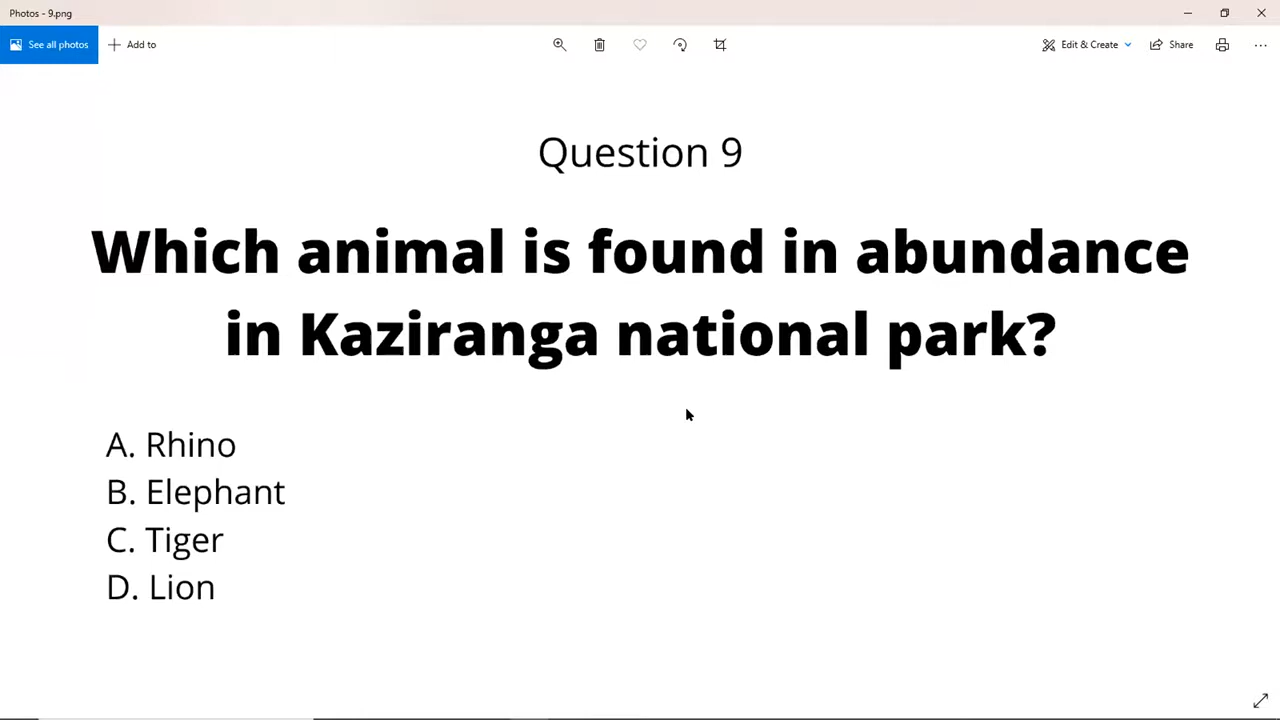 Photos - 9.png
See all photos
Add to
Edit & Create
Share
Question 9
Which animal is found in abundance
in Kaziranga national park?
A. Rhino
B. Elephant
C. Tiger
D. Lion